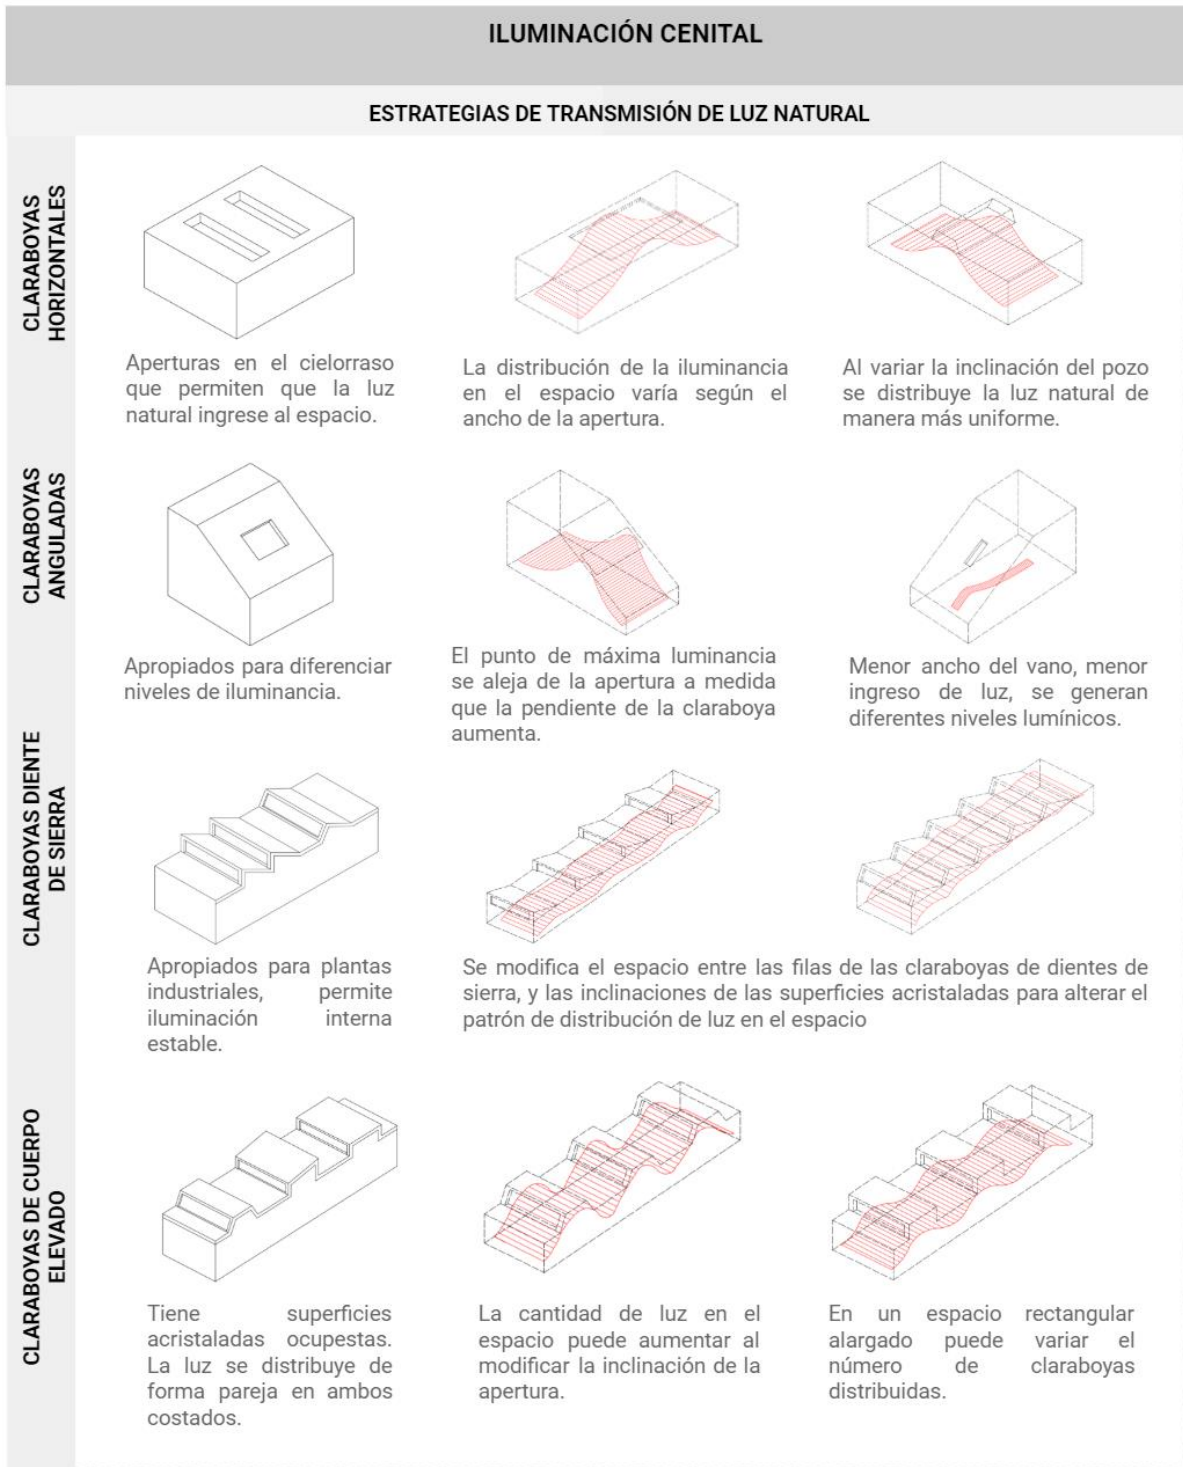 ILUMINACIÓN CENITAL
ESTRATEGIAS DE TRANSMISIÓN DE LUZ NATURAL
CLARABOYAS
HORIZONTALES
Aperturas en el cielorraso
que permiten que la luz
natural ingrese al espacio.
La distribución de la iluminancia
en el espacio varía según el
ancho de la apertura.
Al variar la inclinación del pozo
se distribuye la luz natural de
manera más uniforme.
CLARABOYAS
ANGULADAS
Apropiados para diferenciar
niveles de iluminancia.
El punto de máxima luminancia
se aleja de la apertura a medida
que la pendiente de la claraboya
aumenta.
Menor ancho del vano, menor
ingreso de luz, se generan
diferentes niveles lumínicos.
CLARABOYAS DIENTE
DE SIERRA
Apropiados para plantas
industriales, permite
iluminación interna
estable.
Se modifica el espacio entre las filas de las claraboyas de dientes de
sierra, y las inclinaciones de las superficies acristaladas para alterar el
patrón de distribución de luz en el espacio
CLARABOYAS DE CUERPO
ELEVADO
Tiene superficies
acristaladas ocupestas.
La luz se distribuye de
forma pareja en ambos
costados.
La cantidad de luz en el
espacio puede aumentar al
modificar la inclinación de la
apertura.
En un espacio rectangular
alargado puede variar el
número de claraboyas
distribuidas.